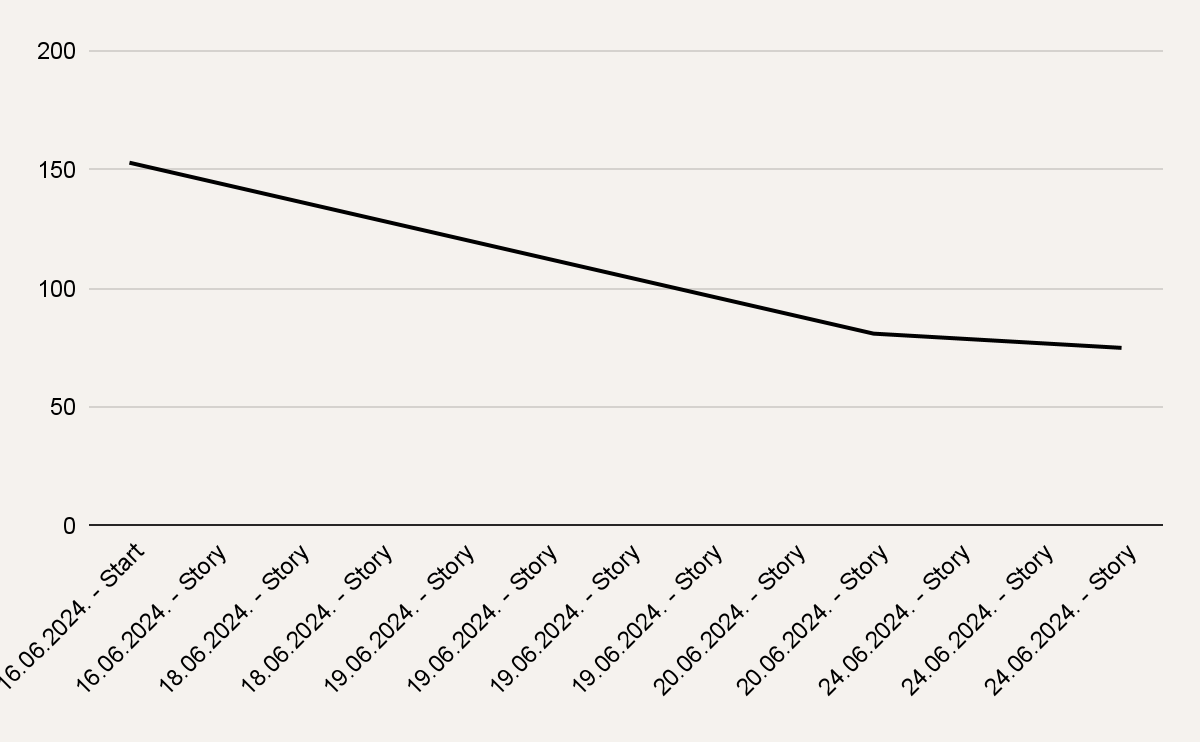 200
150
100
50
0
16.06.2024. - Start
16.06.2024. - Story
18.06.2024. - Story
18.06.2024. - Story
19.06.2024. - Story
19.06.2024. - Story
19.06.2024. - Story
19.06.2024. - Story
20.06.2024. - Story
20.06.2024. - Story
24.06.2024. - Story
24.06.2024. - Story
24.06.2024. - Story